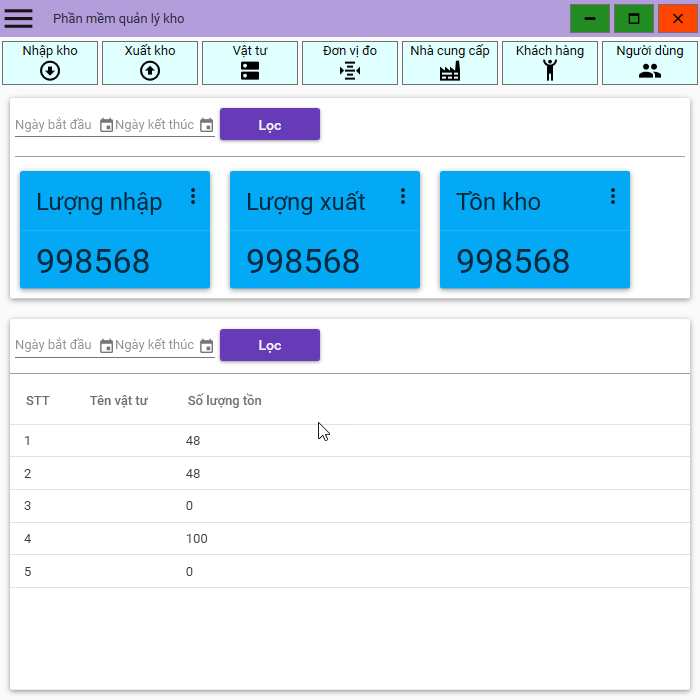 Phần mềm quản lý kho
Nhập kho Xuất kho Vật tư Đơn vị đo Nhà cung cấp Khách hàng Người dùng
Ngày bắt đầu Ngày kết thúc Lọc
Lượng nhập Lượng xuất Tồn kho
998568 998568 998568
Ngày bắt đầu Ngày kết thúc Lọc
STT Tên vật tư Số lượng tồn
1 48
2 48
3 0
4 100
5 0